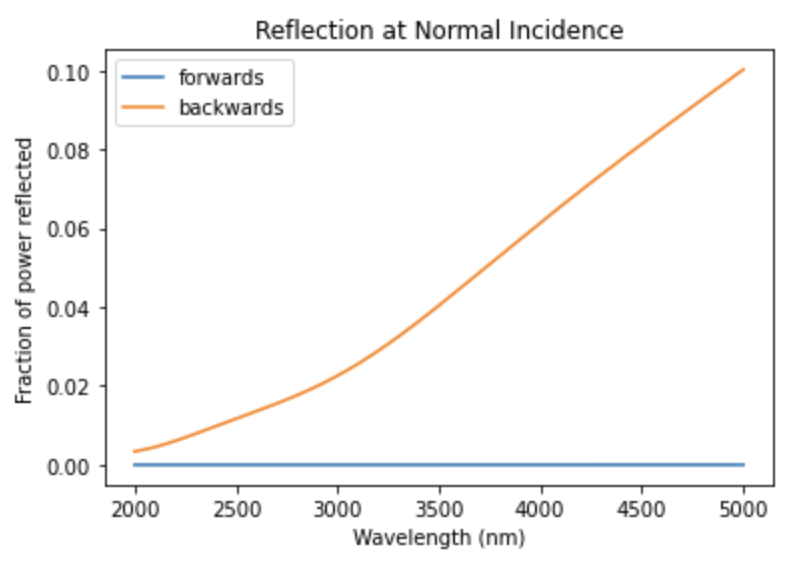 Reflection at Normal Incidence
forwards
backwards
Fraction of power reflected
0.10
0.08
0.06
0.04
0.02
0.00
2000 2500 3000 3500 4000 4500 5000
Wavelength (nm)